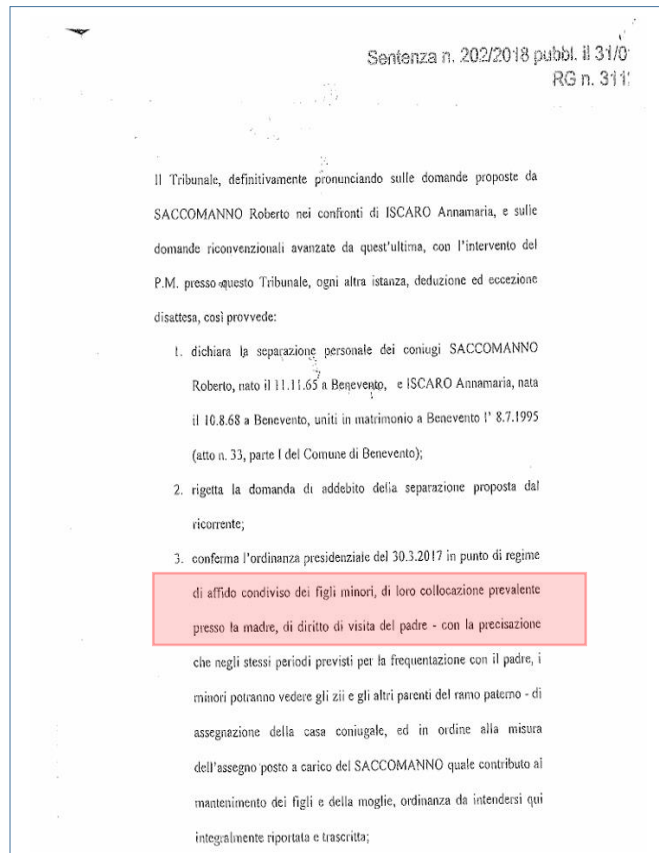 Sentenza n. 202/2018 pubbl. il 31/0
RG n. 311
Il Tribunale, definitivamente pronunciando sulle domande proposte da
SACCOMANNO Roberto nei confronti di ISCARO Annamaria, e sulle
domande riconvenzionali avanzate da quest'ultima, con l'intervento del
P.M. presso questo Tribunale, ogni altra istanza, deduzione ed eccezione
disattesa, così provvede:
1. dichiara la separazione personale dei coniugi SACCOMANNO
Roberto, nato il 11.11.65 a Benevento, e ISCARO Annamaria, nata
il 10.8.68 a Benevento, uniti in matrimonio a Benevento l' 8.7.1995
(atto n. 33, parte I del Comune di Benevento);
2. rigetta la domanda di addebito della separazione proposta dal
ricorrente;
3. conferma l'ordinanza presidenziale del 30.3.2017 in punto di regime
di affido condiviso dei figli minori, di loro collocazione prevalente
presso la madre, di diritto di visita del padre - con la precisazione
che negli stessi periodi previsti per la frequentazione con il padre, i
minori potranno vedere gli zii e gli altri parenti del ramo paterno - di
assegnazione della casa coniugale, ed in ordine alla misura
dell'assegno posto a carico del SACCOMANNO quale contributo al
mantenimento dei figli e della moglie, ordinanza da intendersi qui
integralmente riportata e trascritta;